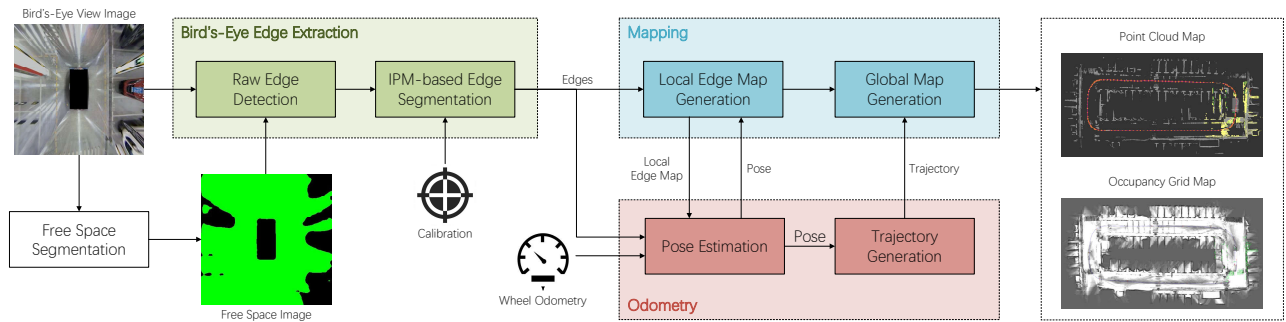 Bird's-Eye View Image
Free Space
Segmentation
Free Space Image
Bird's-Eye Edge Extraction
Raw Edge
Detection
IPM-based Edge
Segmentation
Calibration
Wheel Odometry
Edges
Mapping
Local Edge Map
Generation
Global Map
Generation
Local
Edge Map
Pose
Trajectory
Pose Estimation
Pose
Trajectory
Generation
Odometry
Point Cloud Map
Occupancy Grid Map